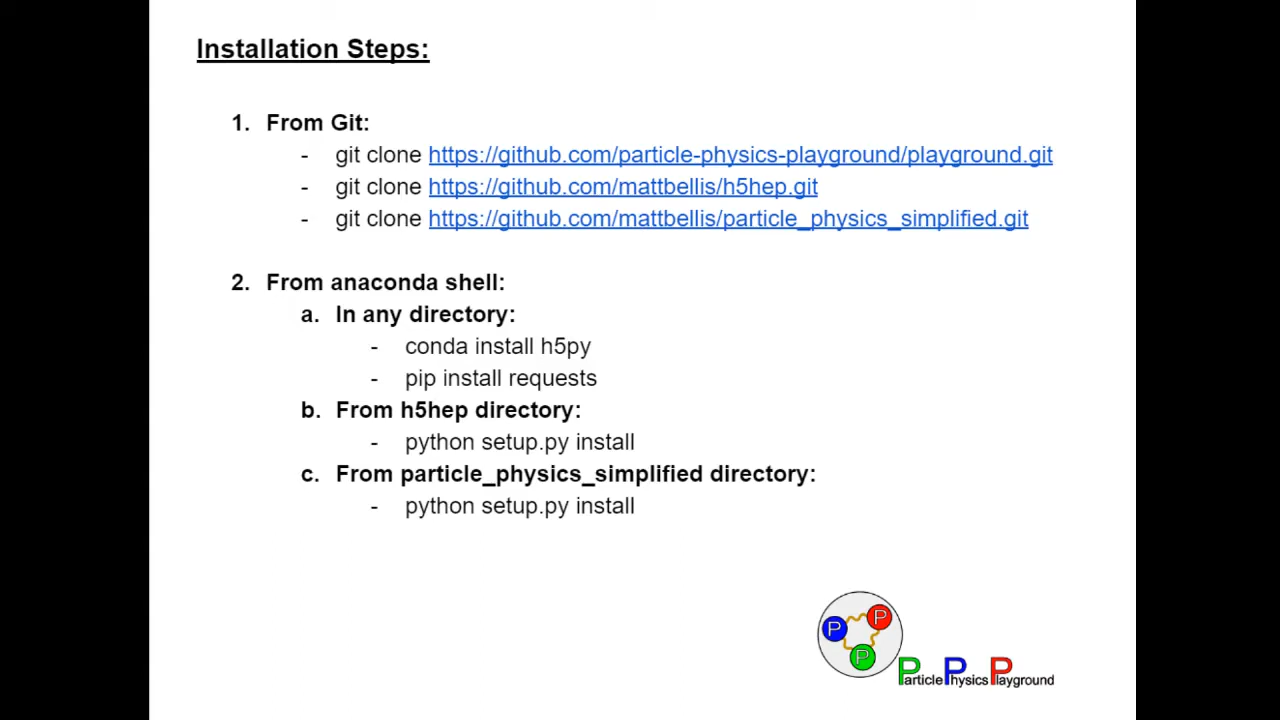 Installation Steps:
1. From Git:
- git clone https://github.com/particle-physics-playground/playground.git
- git clone https://github.com/mattbellis/h5hep.git
- git clone https://github.com/mattbellis/particle_physics_simplified.git
2. From anaconda shell:
a. In any directory:
- conda install h5py
- pip install requests
b. From h5hep directory:
- python setup.py install
c. From particle_physics_simplified directory:
- python setup.py install
P P
P
Particle Physics Playground